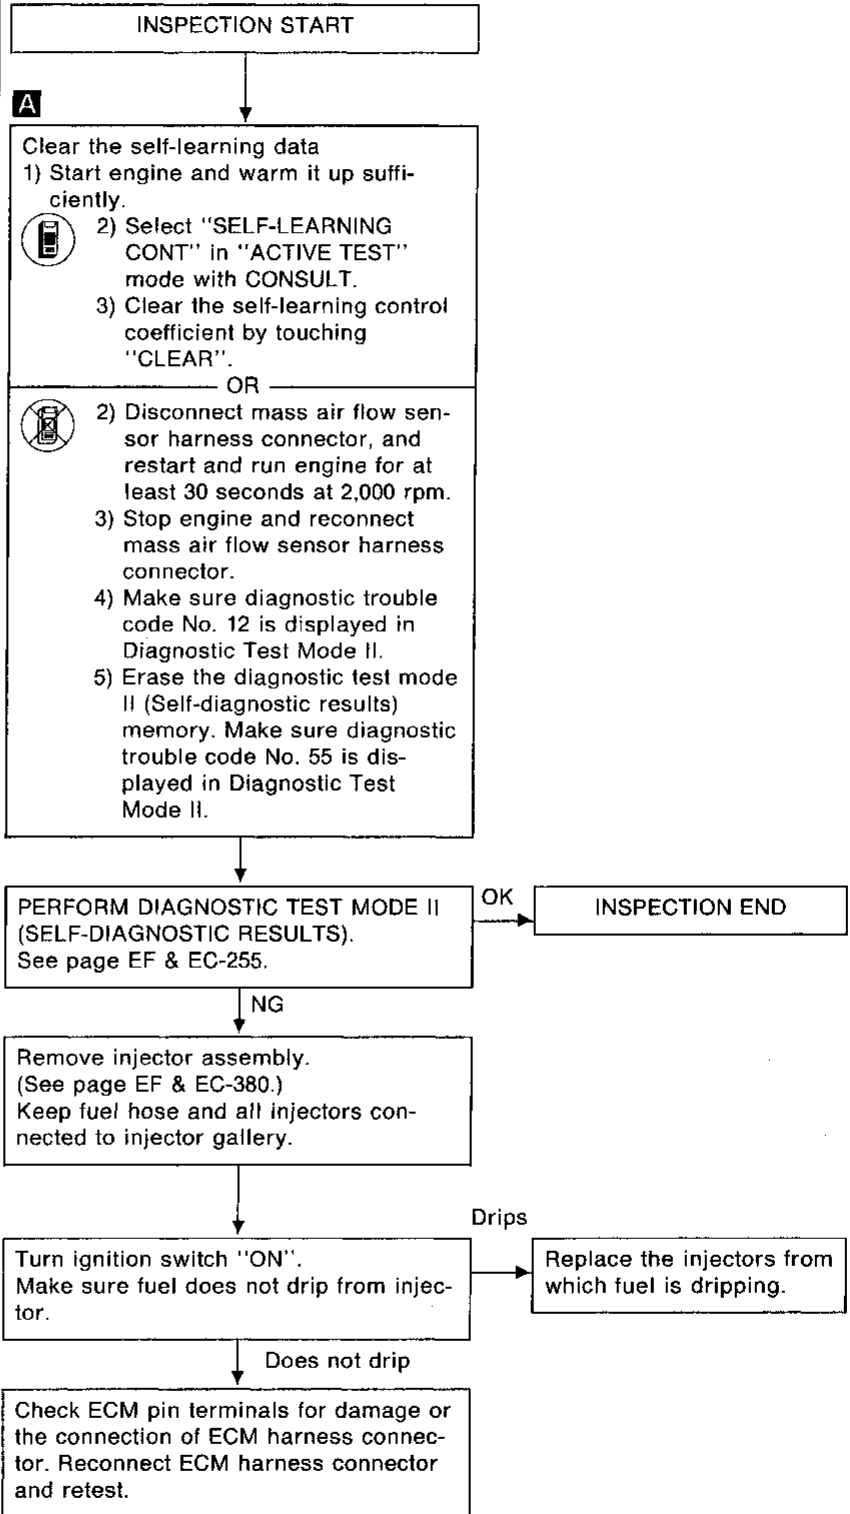 INSPECTION START
A
Clear the self-learning data
1) Start engine and warm it up suffi-
ciently.
2) Select "SELF-LEARNING
CONT" in "ACTIVE TEST"
mode with CONSULT.
3) Clear the self-learning control
coefficient by touching
"CLEAR".
OR
2) Disconnect mass air flow sen-
sor harness connector, and
restart and run engine for at
least 30 seconds at 2,000 rpm.
3) Stop engine and reconnect
mass air flow sensor harness
connector.
4) Make sure diagnostic trouble
code No. 12 is displayed in
Diagnostic Test Mode II.
5) Erase the diagnostic test mode
II (Self-diagnostic results)
memory. Make sure diagnostic
trouble code No. 55 is dis-
played in Diagnostic Test
Mode II.
PERFORM DIAGNOSTIC TEST MODE II
(SELF-DIAGNOSTIC RESULTS).
See page EF & EC-255.
OK
INSPECTION END
NG
Remove injector assembly.
(See page EF & EC-380.)
Keep fuel hose and all injectors con-
nected to injector gallery.
Drips
Turn ignition switch "ON".
Make sure fuel does not drip from injec-
tor.
Replace the injectors from
which fuel is dripping.
Does not drip
Check ECM pin terminals for damage or
the connection of ECM harness connec-
tor. Reconnect ECM harness connector
and retest.